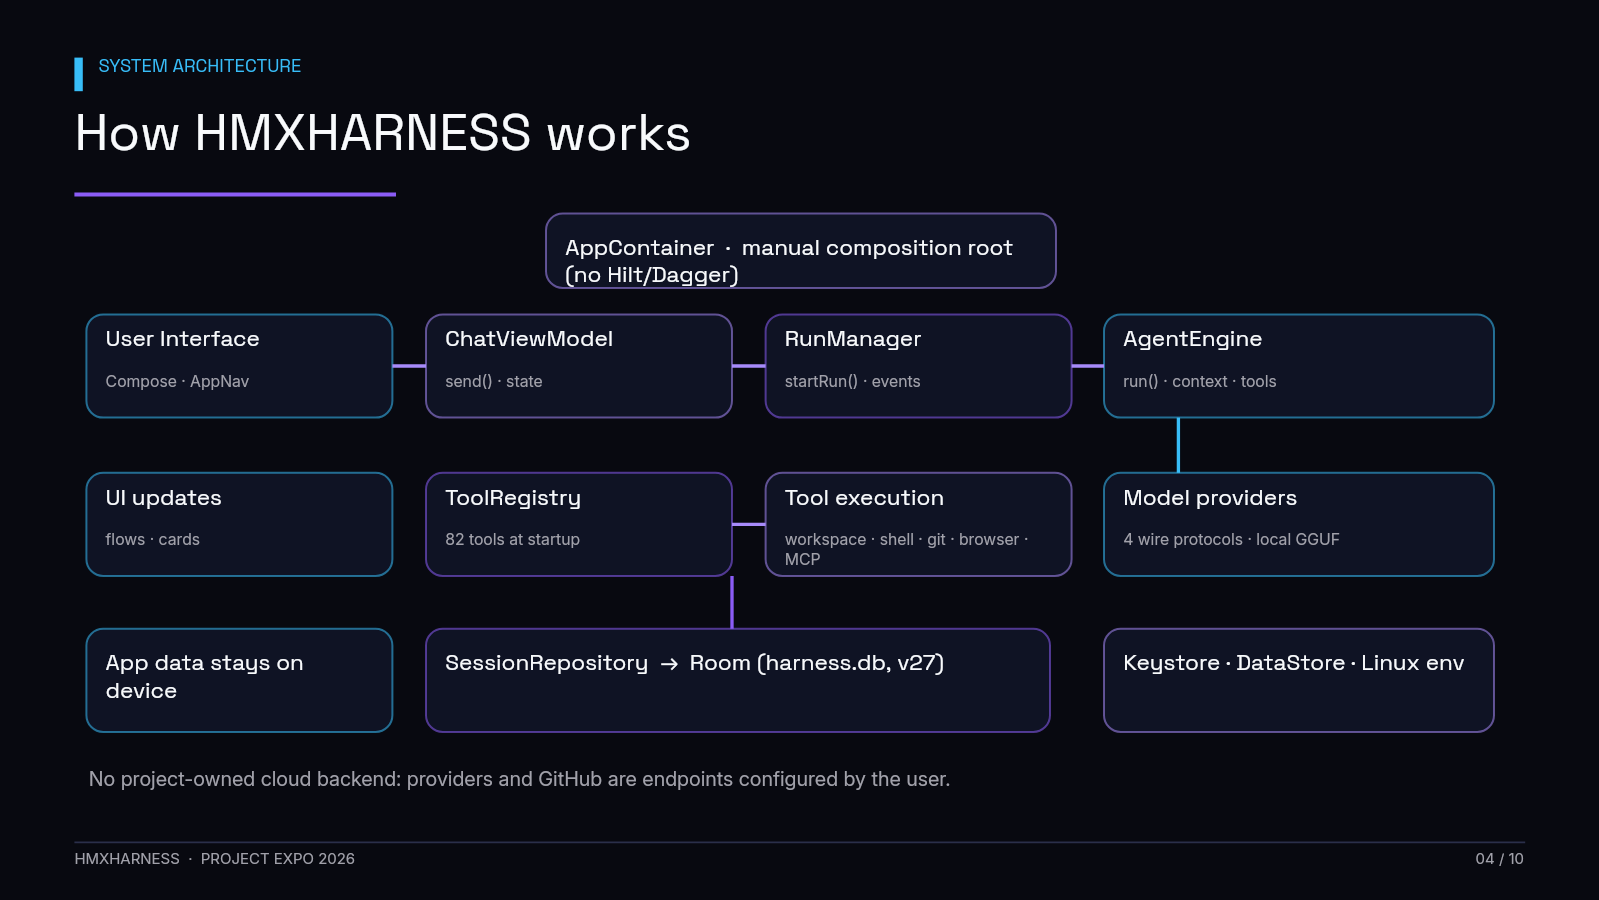 SYSTEM ARCHITECTURE
How HMXHARNESS works
AppContainer · manual composition root
(no Hilt/Dagger)
User Interface
Compose · AppNav
ChatViewModel
send() · state
RunManager
startRun() · events
AgentEngine
run() · context · tools
UI updates
flows · cards
ToolRegistry
82 tools at startup
Tool execution
workspace · shell · git · browser ·
MCP
Model providers
4 wire protocols · local GGUF
App data stays on
device
SessionRepository → Room (harness.db, v27)
Keystore · DataStore · Linux env
No project-owned cloud backend: providers and GitHub are endpoints configured by the user.
HMXHARNESS · PROJECT EXPO 2026
04 / 10